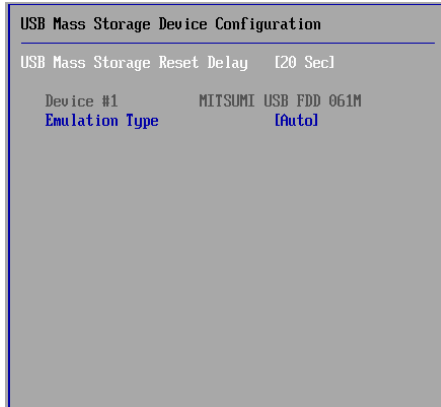 USB Mass Storage Device Configuration
USB Mass Storage Reset Delay [20 Sec]
Device #1 MITSUMI USB FDD 061M
Emulation Type [Auto]